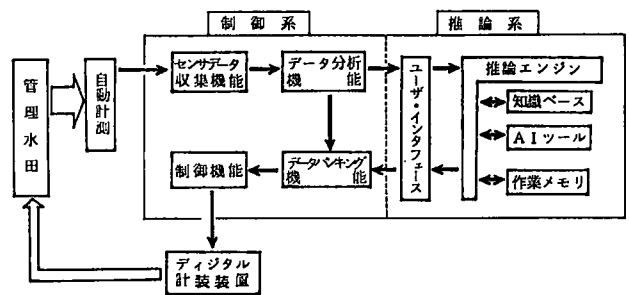 制御系
推論系
管理水田
自動計測
センサデータ
収集機能
データ分析
機能
ユーザ・インタフェース
推論エンジン
知識ベース
AIツール
作業メモリ
制御機能
データバンキング
機能
ディジタル
計装装置